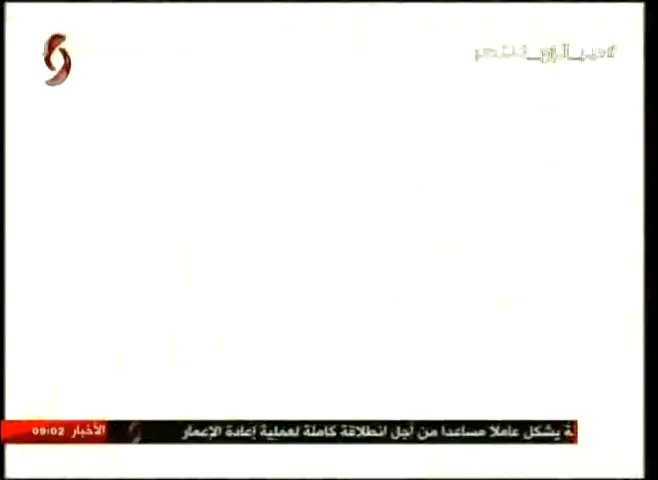 ة يشكل عاملا مساعدا من أجل انطلاقة كاملة لعملية إعادة الإعمار
الأخبار 09:02